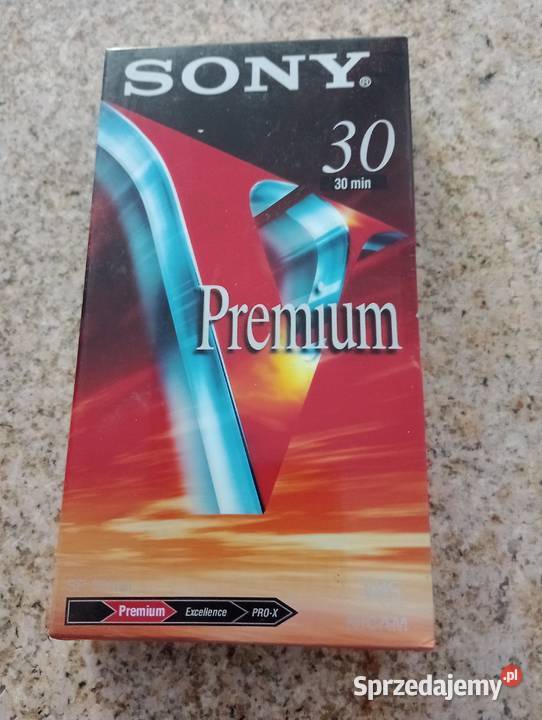 SONY®
30
30 min
Premium
Premium Excellence PRO-X
Sprzedajemy.pl